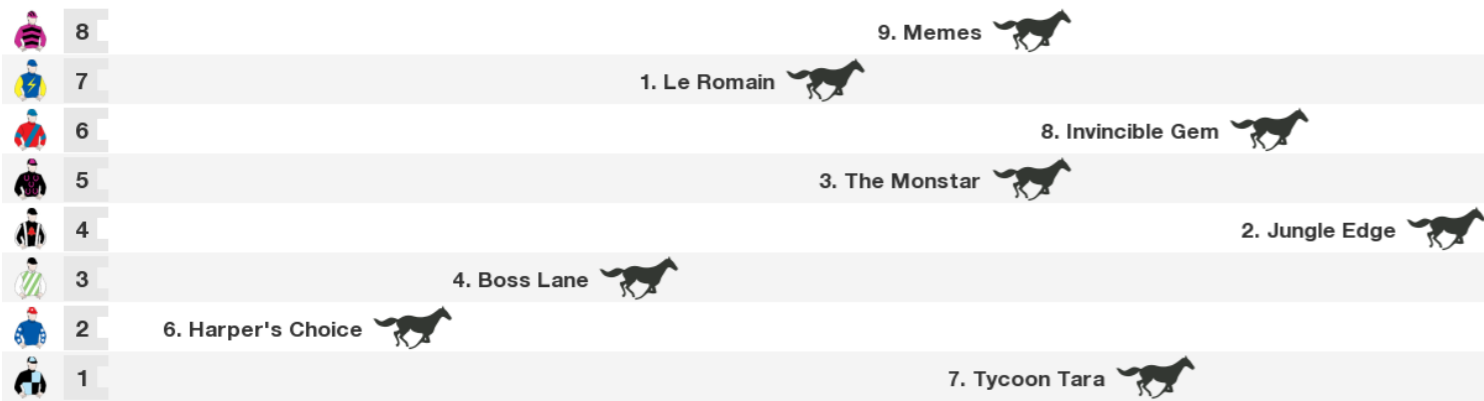 8 9. Memes
7 1. Le Romain
6 8. Invincible Gem
5 3. The Monstar
4 2. Jungle Edge
3 4. Boss Lane
2 6. Harper's Choice
1 7. Tycoon Tara